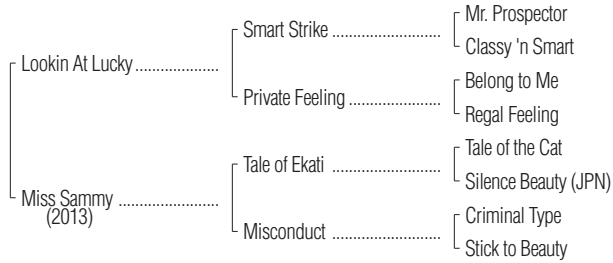 Mr. Prospector
Smart Strike ........................
Classy 'n Smart
Lookin At Lucky....................
Belong to Me
Private Feeling .....................
Regal Feeling
Tale of the Cat
Tale of Ekati ........................
Silence Beauty (JPN)
Miss Sammy ........................
(2013)
Criminal Type
Misconduct ........................
Stick to Beauty